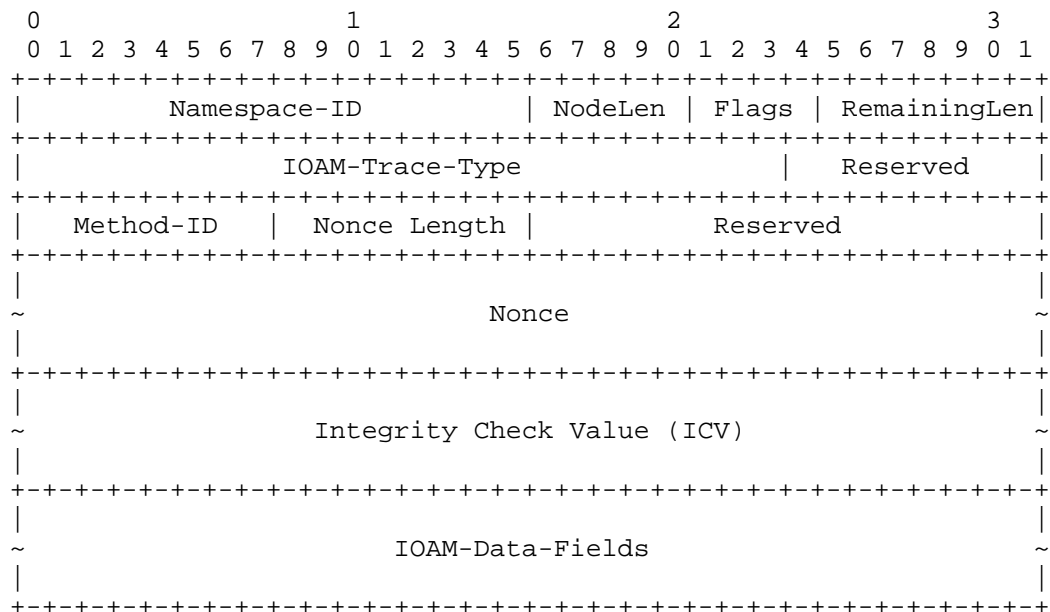 0                   1                   2                   3
 0 1 2 3 4 5 6 7 8 9 0 1 2 3 4 5 6 7 8 9 0 1 2 3 4 5 6 7 8 9 0 1
+-+-+-+-+-+-+-+-+-+-+-+-+-+-+-+-+-+-+-+-+-+-+-+-+-+-+-+-+-+-+-+-+
|         Namespace-ID          | NodeLen | Flags | RemainingLen|
+-+-+-+-+-+-+-+-+-+-+-+-+-+-+-+-+-+-+-+-+-+-+-+-+-+-+-+-+-+-+-+-+
|                IOAM-Trace-Type                |   Reserved    |
+-+-+-+-+-+-+-+-+-+-+-+-+-+-+-+-+-+-+-+-+-+-+-+-+-+-+-+-+-+-+-+-+
|   Method-ID   | Nonce Length  |           Reserved            |
+-+-+-+-+-+-+-+-+-+-+-+-+-+-+-+-+-+-+-+-+-+-+-+-+-+-+-+-+-+-+-+-+
|                                                               |
~                             Nonce                             ~
|                                                               |
+-+-+-+-+-+-+-+-+-+-+-+-+-+-+-+-+-+-+-+-+-+-+-+-+-+-+-+-+-+-+-+-+
|                                                               |
~                  Integrity Check Value (ICV)                  ~
|                                                               |
+-+-+-+-+-+-+-+-+-+-+-+-+-+-+-+-+-+-+-+-+-+-+-+-+-+-+-+-+-+-+-+-+
|                                                               |
~                       IOAM-Data-Fields                        ~
|                                                               |
+-+-+-+-+-+-+-+-+-+-+-+-+-+-+-+-+-+-+-+-+-+-+-+-+-+-+-+-+-+-+-+-+